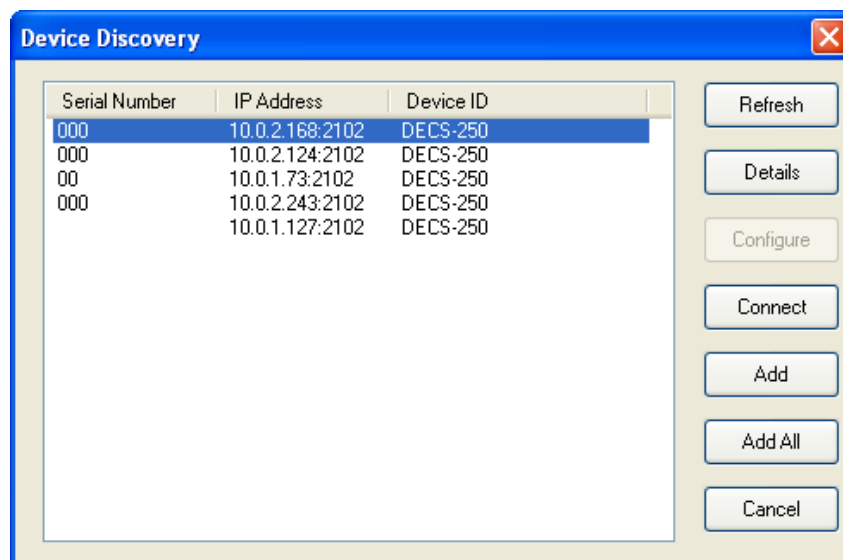 Device Discovery
Serial Number IP Address Device ID
000 10.0.2.168:2102 DECS-250
000 10.0.2.124:2102 DECS-250
00 10.0.1.73:2102 DECS-250
000 10.0.2.243:2102 DECS-250
10.0.1.127:2102 DECS-250
Refresh
Details
Configure
Connect
Add
Add All
Cancel